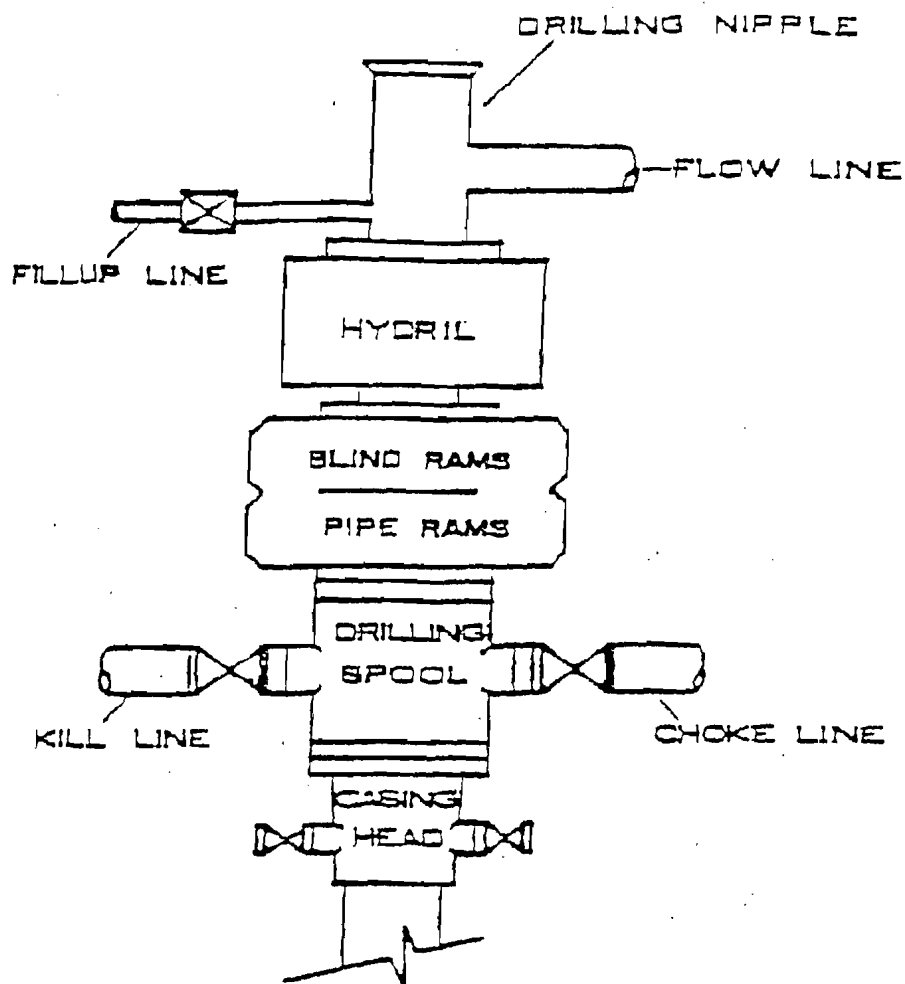 DRILLING NIPPLE
FLOW LINE
FILLUP LINE
HYDRIL
BLIND RAMS
PIPE RAMS
DRILLING
SPOOL
KILL LINE
CHOKE LINE
CASING
HEAD